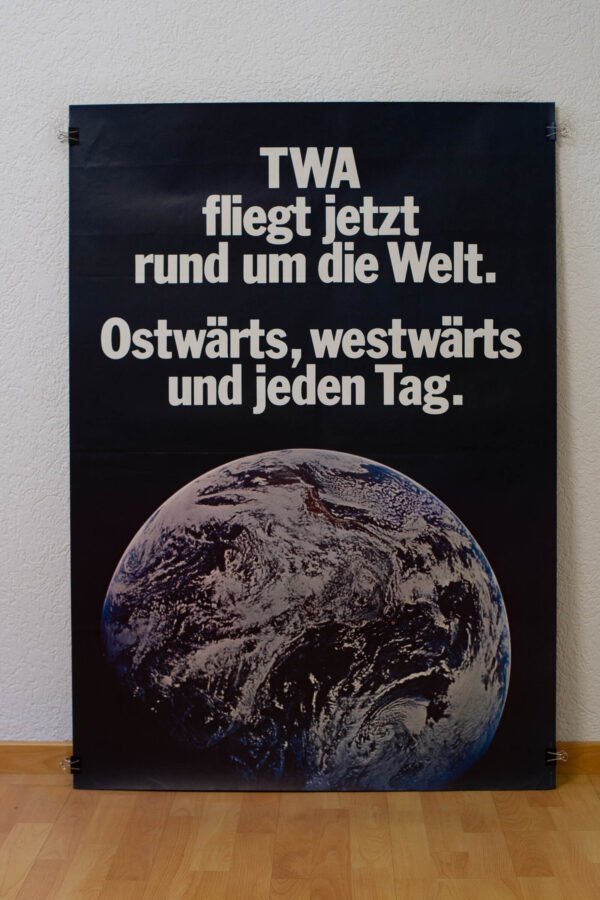 TWA
fliegt jetzt
rund um die Welt.
Ostwärts, westwärts
und jeden Tag.